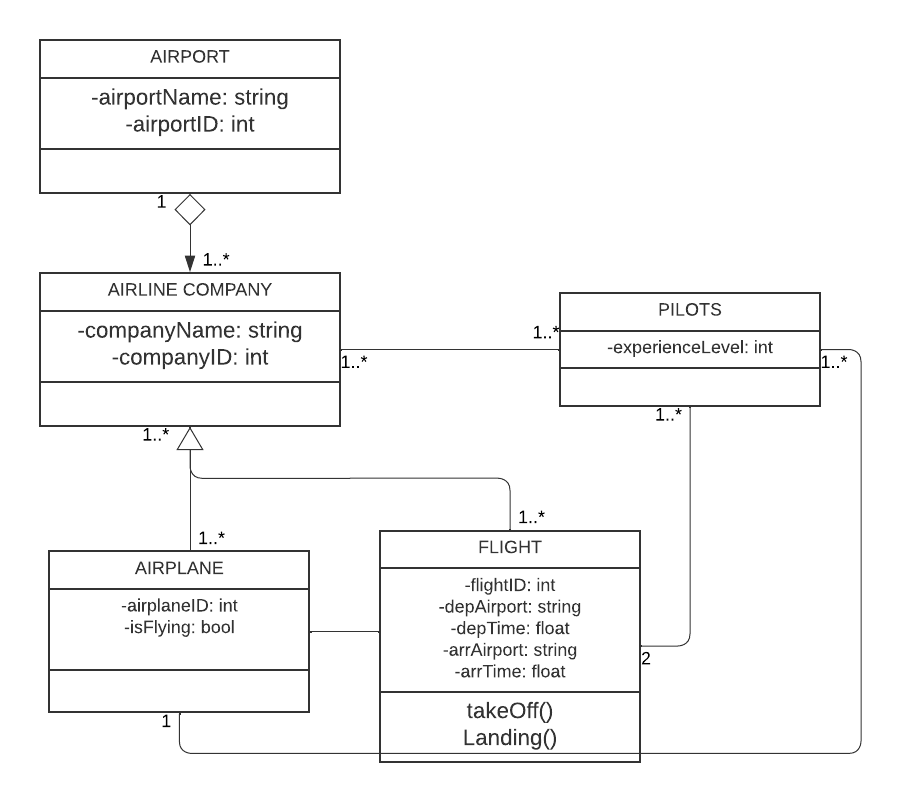 AIRPORT
-airportName: string
-airportID: int
1
1..*
AIRLINE COMPANY
-companyName: string
-companyID: int
1..*
1..*
PILOTS
-experienceLevel: int
1..*
1..*
1..*
1..*
1..*
AIRPLANE
-airplaneID: int
-isFlying: bool
1
FLIGHT
-flightID: int
-depAirport: string
-depTime: float
-arrAirport: string
-arrTime: float
2
takeOff()
Landing()